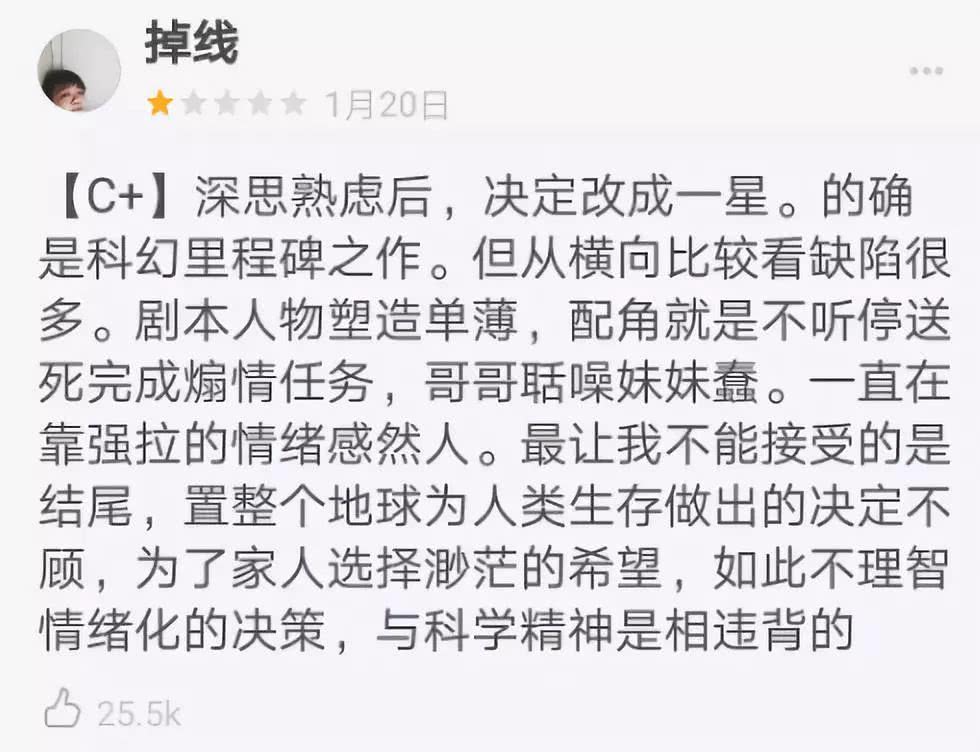 掉线
1月20日
【C+】深思熟虑后，决定改成一星。的确
是科幻里程碑之作。但从横向比较看缺陷很
多。剧本人物塑造单薄，配角就是不听停送
死完成煽情任务，哥哥聒噪妹妹蠢。一直在
靠强拉的情绪感然人。最让我不能接受的是
结尾，置整个地球为人类生存做出的决定不
顾，为了家人选择渺茫的希望，如此不理智
情绪化的决策，与科学精神是相违背的
25.5k